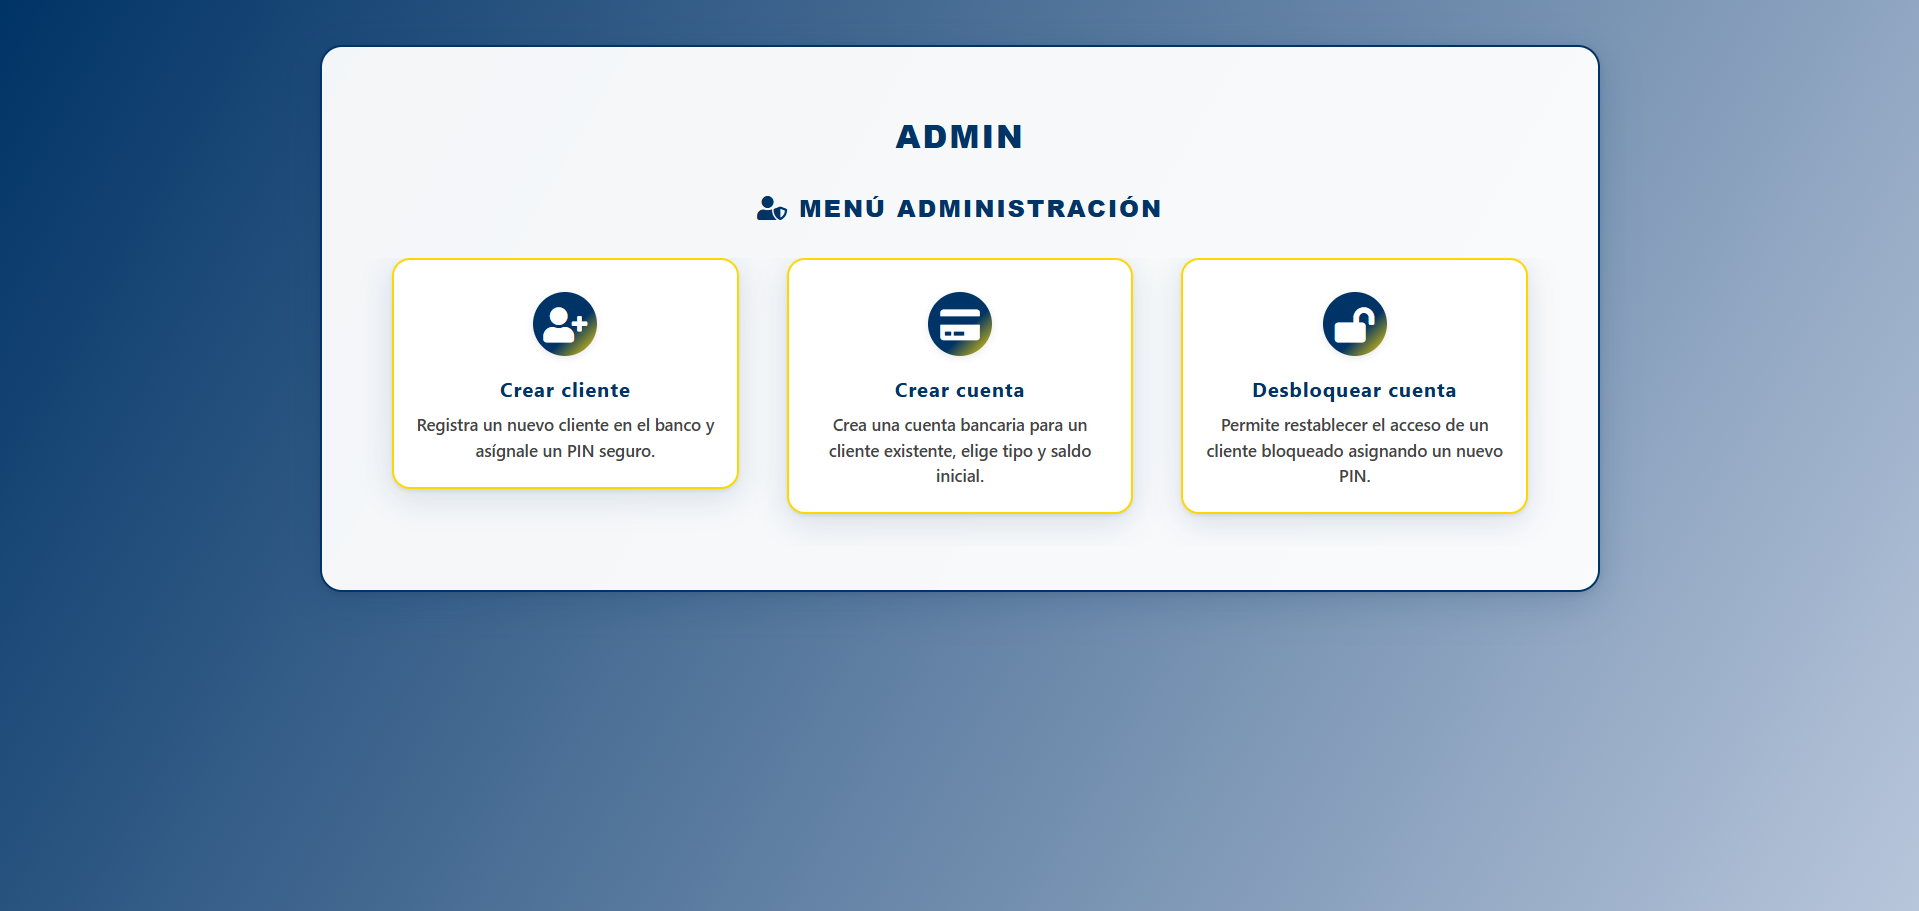 ADMIN
MENÚ ADMINISTRACIÓN
Crear cliente
Registra un nuevo cliente en el banco y
asígnale un PIN seguro.
Crear cuenta
Crea una cuenta bancaria para un
cliente existente, elige tipo y saldo
inicial.
Desbloquear cuenta
Permite restablecer el acceso de un
cliente bloqueado asignando un nuevo
PIN.